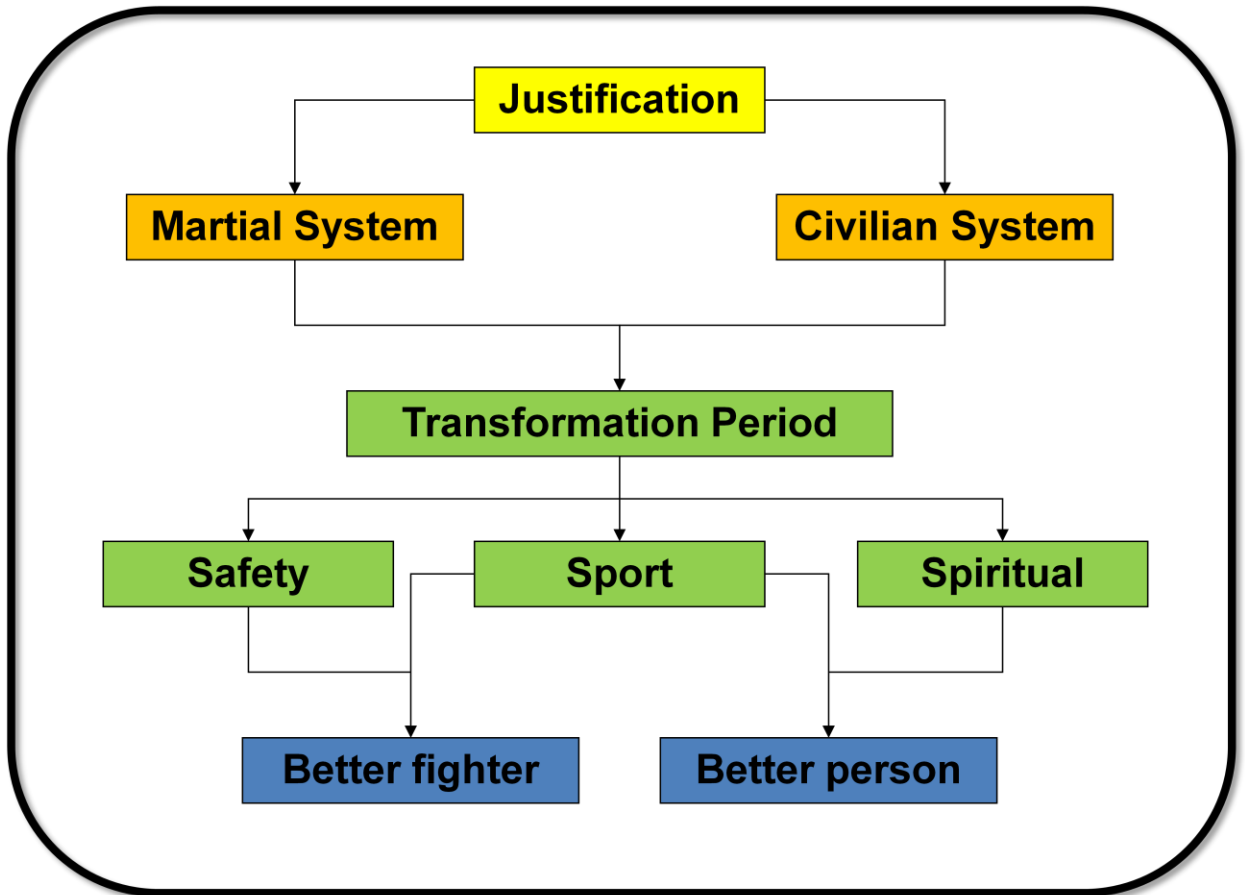 Justification
Martial System
Civilian System
Transformation Period
Safety
Sport
Spiritual
Better fighter
Better person